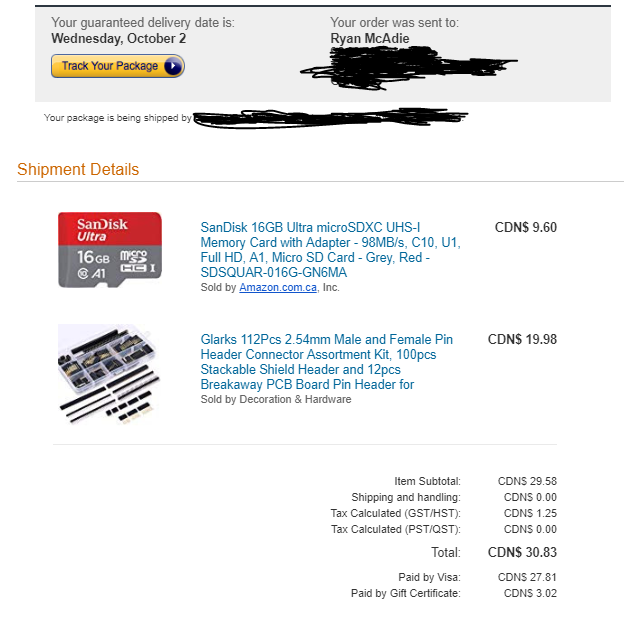 Your guaranteed delivery date is:
Wednesday, October 2
Track Your Package
Your order was sent to:
Ryan McAdie
Your package is being shipped by
Shipment Details
SanDisk
Ultra
16GB
micro SD HC I
C10 A1
SanDisk 16GB Ultra microSDXC UHS-I
Memory Card with Adapter - 98MB/s, C10, U1,
Full HD, A1, Micro SD Card - Grey, Red -
SDSQUAR-016G-GN6MA
Sold by Amazon.com.ca, Inc.
CDN$ 9.60
Glarks 112Pcs 2.54mm Male and Female Pin
Header Connector Assortment Kit, 100pcs
Stackable Shield Header and 12pcs
Breakaway PCB Board Pin Header for
Sold by Decoration & Hardware
CDN$ 19.98
Item Subtotal: CDN$ 29.58
Shipping and handling: CDN$ 0.00
Tax Calculated (GST/HST): CDN$ 1.25
Tax Calculated (PST/QST): CDN$ 0.00
Total: CDN$ 30.83
Paid by Visa: CDN$ 27.81
Paid by Gift Certificate: CDN$ 3.02